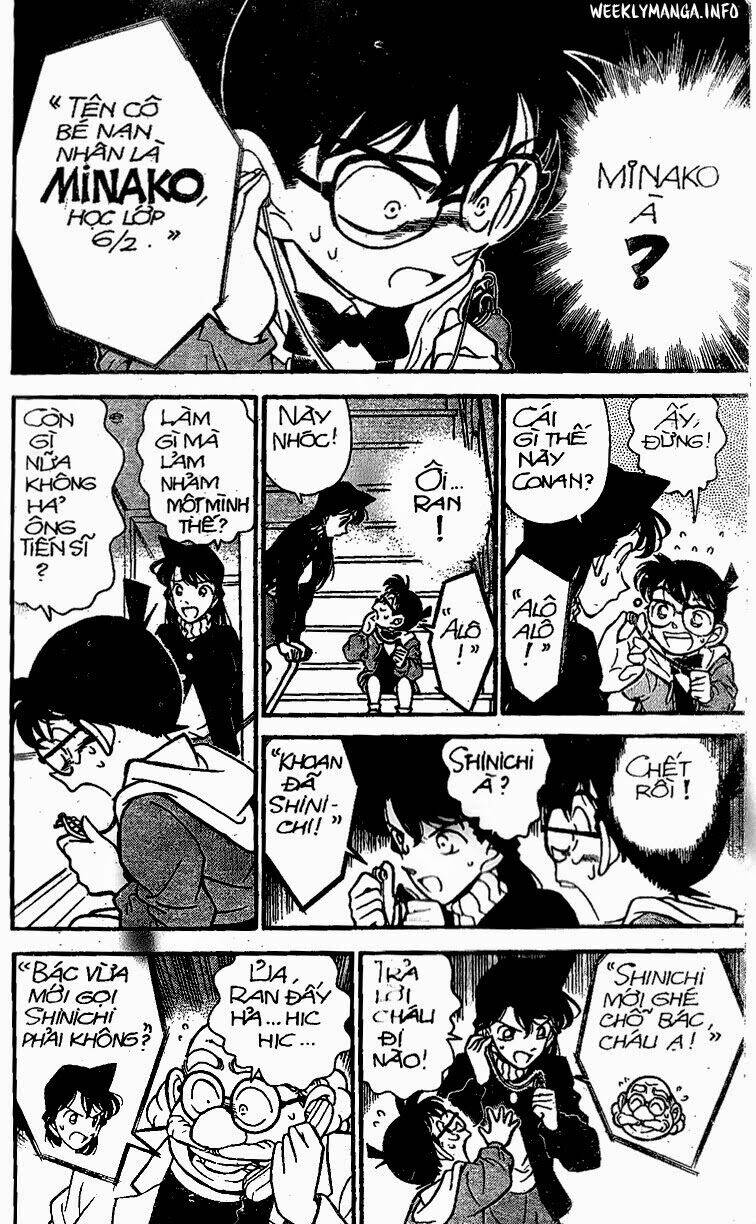 WEEKLYMANGA.INFO
"TÊN CÔ
BÉ NẠN
NHÂN LÀ
MINAKO,
HỌC LỚP
6/2."
MINAKO
À
?
CÒN
GÌ
NỮA
KHÔNG
HẢ
ÔNG
TIẾN SĨ
?
LÀM
GÌ MÀ
LẢM
NHẢM
MỘT MÌNH
THẾ?
NÀY
NHÓC!
ÔI...
RAN
!
"ALÔ
!"
CÁI
GÌ THẾ
NÀY
CONAN?
ẤY,
ĐỪNG!
"ALÔ
ALÔ!"
"KHOAN
ĐÃ
SHINI-
CHI!"
SHINICHI
À?
CHẾT
RỒI!
"BÁC VỪA
MỚI GỌI
SHINICHI
PHẢI KHÔNG?"
ỦA,
RAN ĐẤY
HẢ... HIC
HIC...
TRẢ
LỜI
CHÁU
ĐI
NÀO!
"SHINICHI
MỚI GHÉ
CHỖ BÁC,
CHÁU Ạ!"